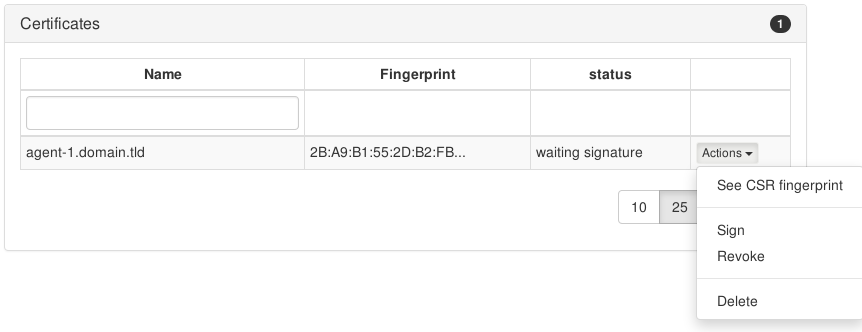 Certificates 1
Name Fingerprint status
agent-1.domain.tld 2B:A9:B1:55:2D:B2:FB... waiting signature Actions
See CSR fingerprint
10 25
Sign
Revoke
Delete